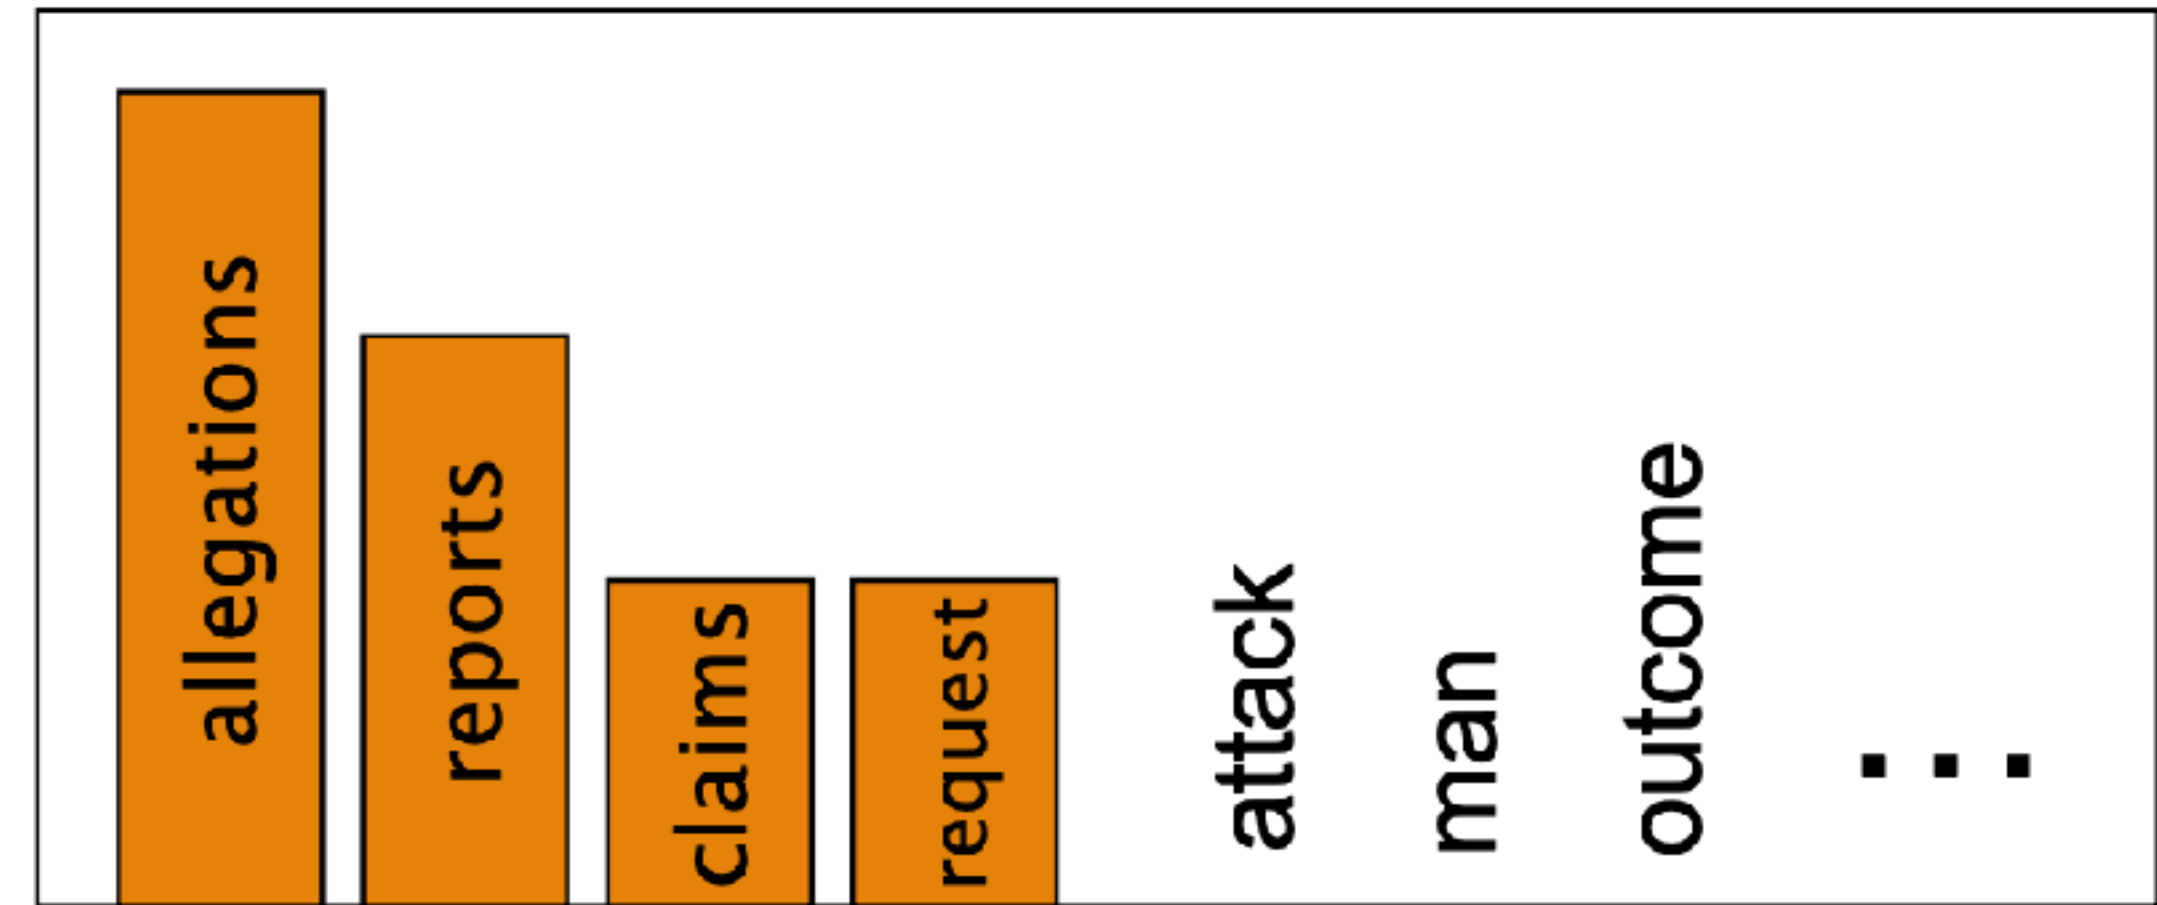 allegations
reports
claims
request
attack
man
outcome
...